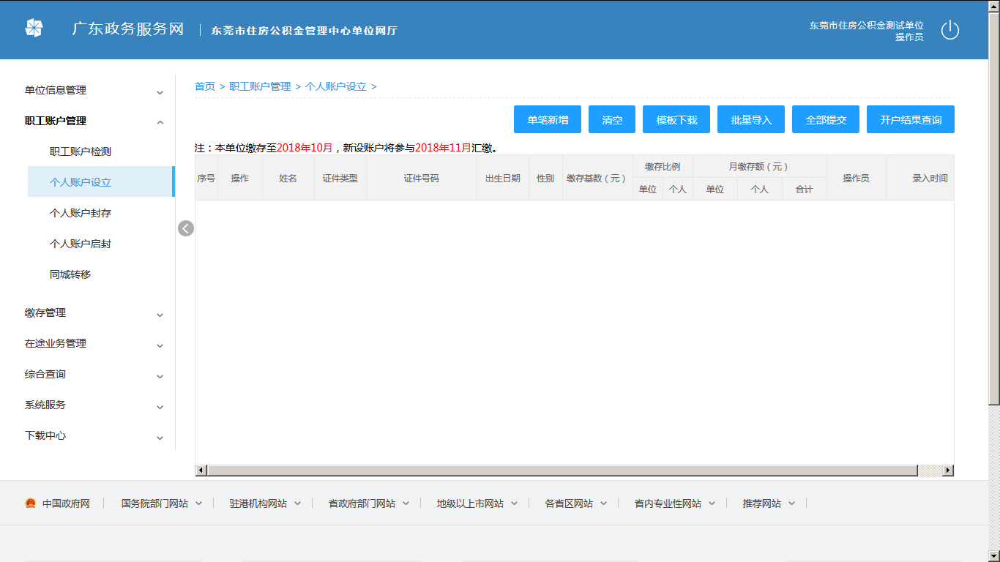 广东政务服务网 | 东莞市住房公积金管理中心单位网厅
东莞市住房公积金测试单位
操作员
单位信息管理
职工账户管理
职工账户检测
个人账户设立
个人账户封存
个人账户启封
同城转移
缴存管理
在途业务管理
综合查询
系统服务
下载中心
首页 > 职工账户管理 > 个人账户设立 >
单笔新增 清空 模板下载 批量导入 全部提交 开户结果查询
注：本单位缴存至2018年10月，新设账户将参与2018年11月汇缴。
序号 操作 姓名 证件类型 证件号码 出生日期 性别 缴存基数（元） 缴存比例 月缴存额（元） 操作员 录入时间
单位 个人 单位 个人 合计
中国政府网 国务院部门网站 驻港机构网站 省政府部门网站 地级以上市网站 各省区网站 省内专业性网站 推荐网站